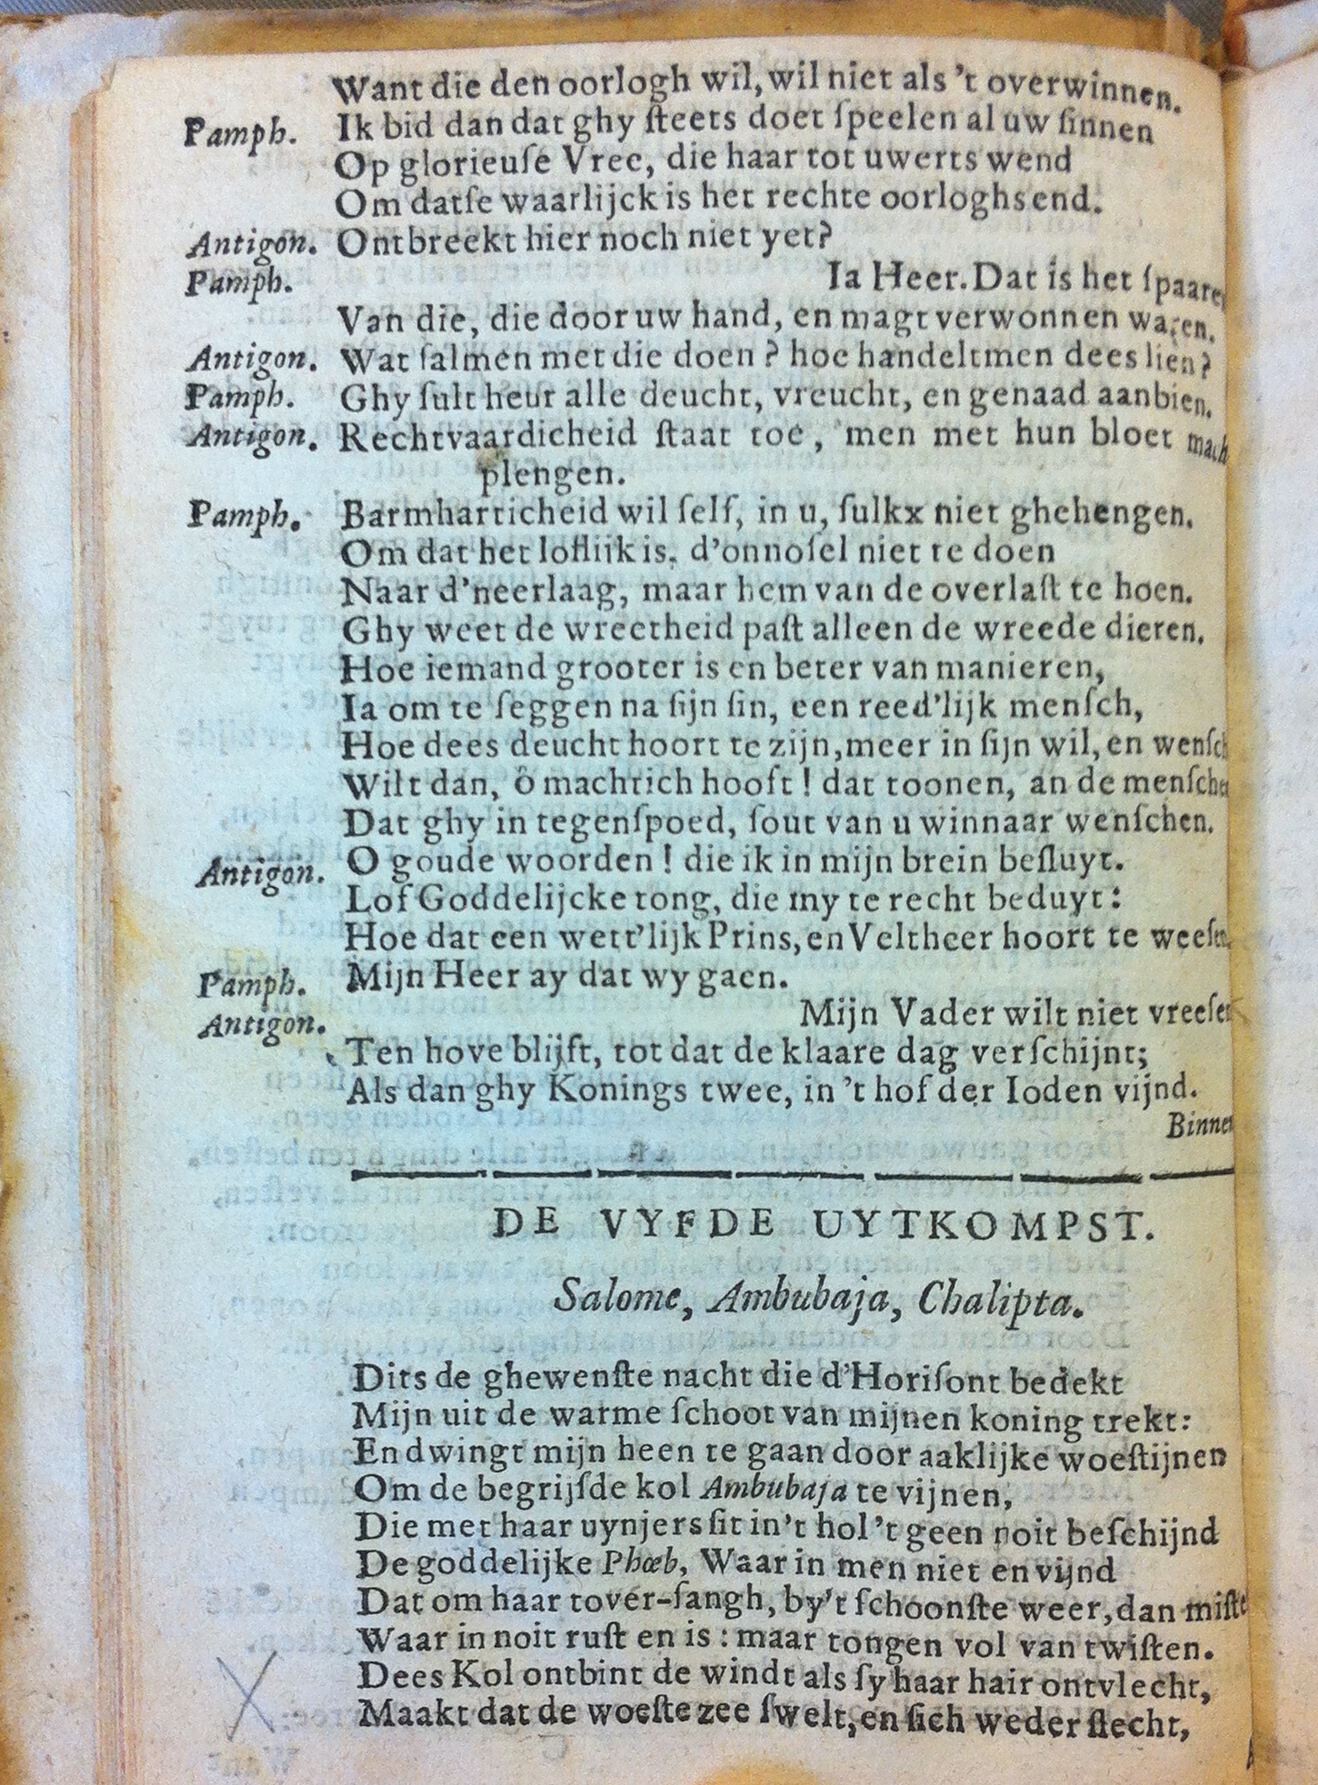 Want die den oorlogh wil, wil niet als 't overwinnen.
Pamph. Ik bid dan dat ghy ſteets doet ſpeelen al uw ſinnen
Op glorieuſe Vree, die haar tot uwerts wend
Om datſe waarlijck is het rechte oorloghs end.
Antigon. Ontbreekt hier noch niet yet?
Pamph. Ia Heer. Dat is het ſpaare
Van die, die door uw hand, en magt verwonnen waren.
Antigon. Wat ſalmen met die doen? hoe handeltmen dees lien?
Pamph. Ghy ſult heur alle deucht, vreucht, en genaad aanbien.
Antigon. Rechtvaardicheid ſtaat toe, men met hun bloet mach
plengen.
Pamph. Barmharticheid wil ſelf, in u, ſulkx niet ghehengen.
Om dat het loflijk is, d'onnoſel niet te doen
Naar d'neerlaag, maar hem van de overlaſt te hoen.
Ghy weet de wreetheid paſt alleen de wreede dieren.
Hoe iemand grooter is en beter van manieren,
Ia om te ſeggen na ſijn ſin, een reed'lijk menſch,
Hoe dees deucht hoort te zijn, meer in ſijn wil, en wenſch
Wilt dan, ô machtich hooft! dat toonen, an de menſche
Dat ghy in tegenſpoed, ſout van u winnaar wenſchen.
Antigon. O goude woorden! die ik in mijn brein beſluyt.
Lof Goddelijcke tong, die my te recht beduyt:
Hoe dat een wett'lijk Prins, en Veltheer hoort te weeſen.
Pamph. Mijn Heer ay dat wy gaen.
Antigon. Mijn Vader wilt niet vreeſe
Ten hove blijft, tot dat de klaare dag verſchijnt;
Als dan ghy Konings twee, in 't hof der Ioden vijnd.
Binne
DE VYFDE UYTKOMPST.
Salome, Ambubaja, Chalipta.
Dits de ghewenſte nacht die d'Horiſont bedekt
Mijn uit de warme ſchoot van mijnen koning trekt:
En dwingt mijn heen te gaan door aaklijke woeſtijnen
Om de begrijſde kol Ambubaja te vijnen,
Die met haar uynjers ſit in't hol 't geen noit beſchijnd
De goddelijke Phœb, Waar in men niet en vijnd
Dat om haar tover-ſangh, by't ſchoonſte weer, dan miſte
Waar in noit ruſt en is: maar tongen vol van twiſten.
Dees Kol ontbint de windt als ſy haar hair ontvlecht,
Maakt dat de woeſte zee ſwelt, en ſich weder ſlecht,